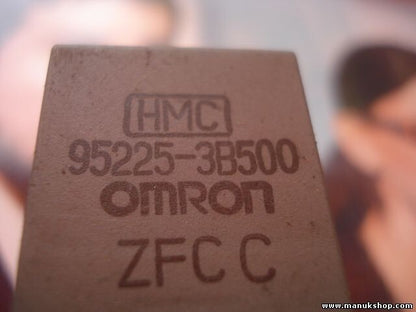 HMC
95225-3B500
omron
ZFC C
www.manukshop.com